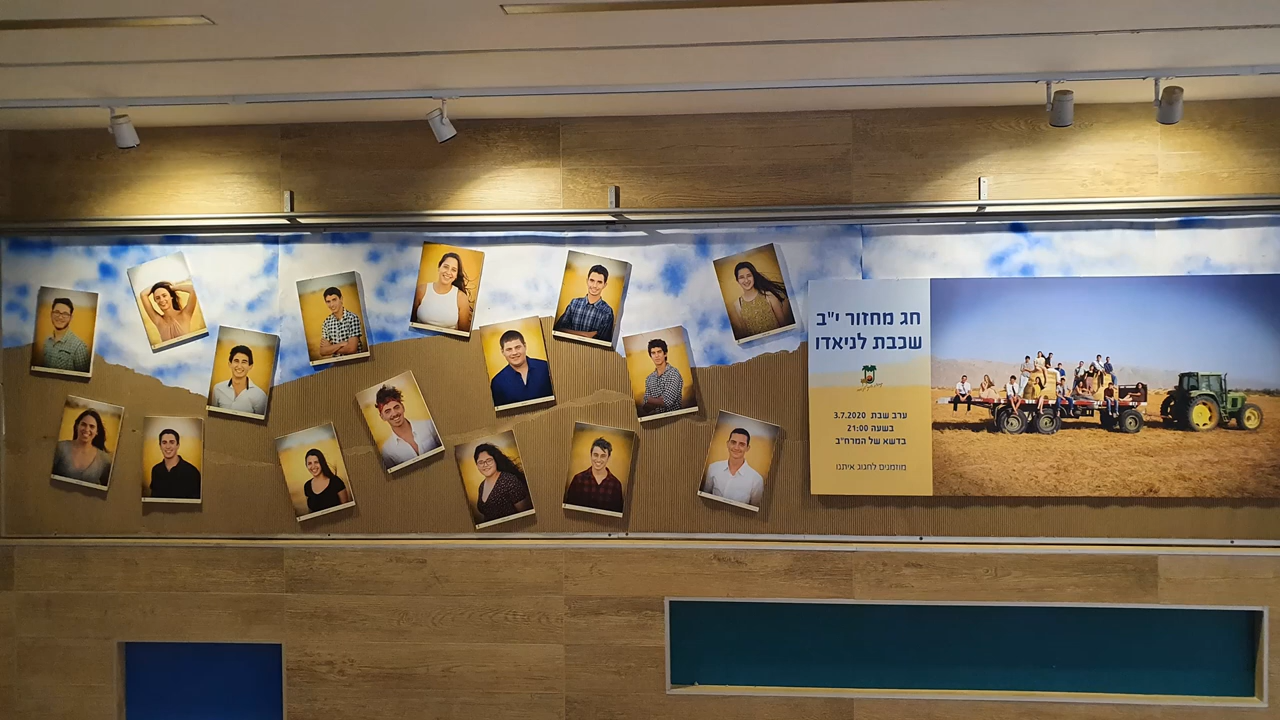 חג מחזור י"ב
שכבת לניאדו
ערב שבת 3.7.2020
בשעה 21:00
בדשא של המרח"ב
מוזמנים לחגוג איתנו